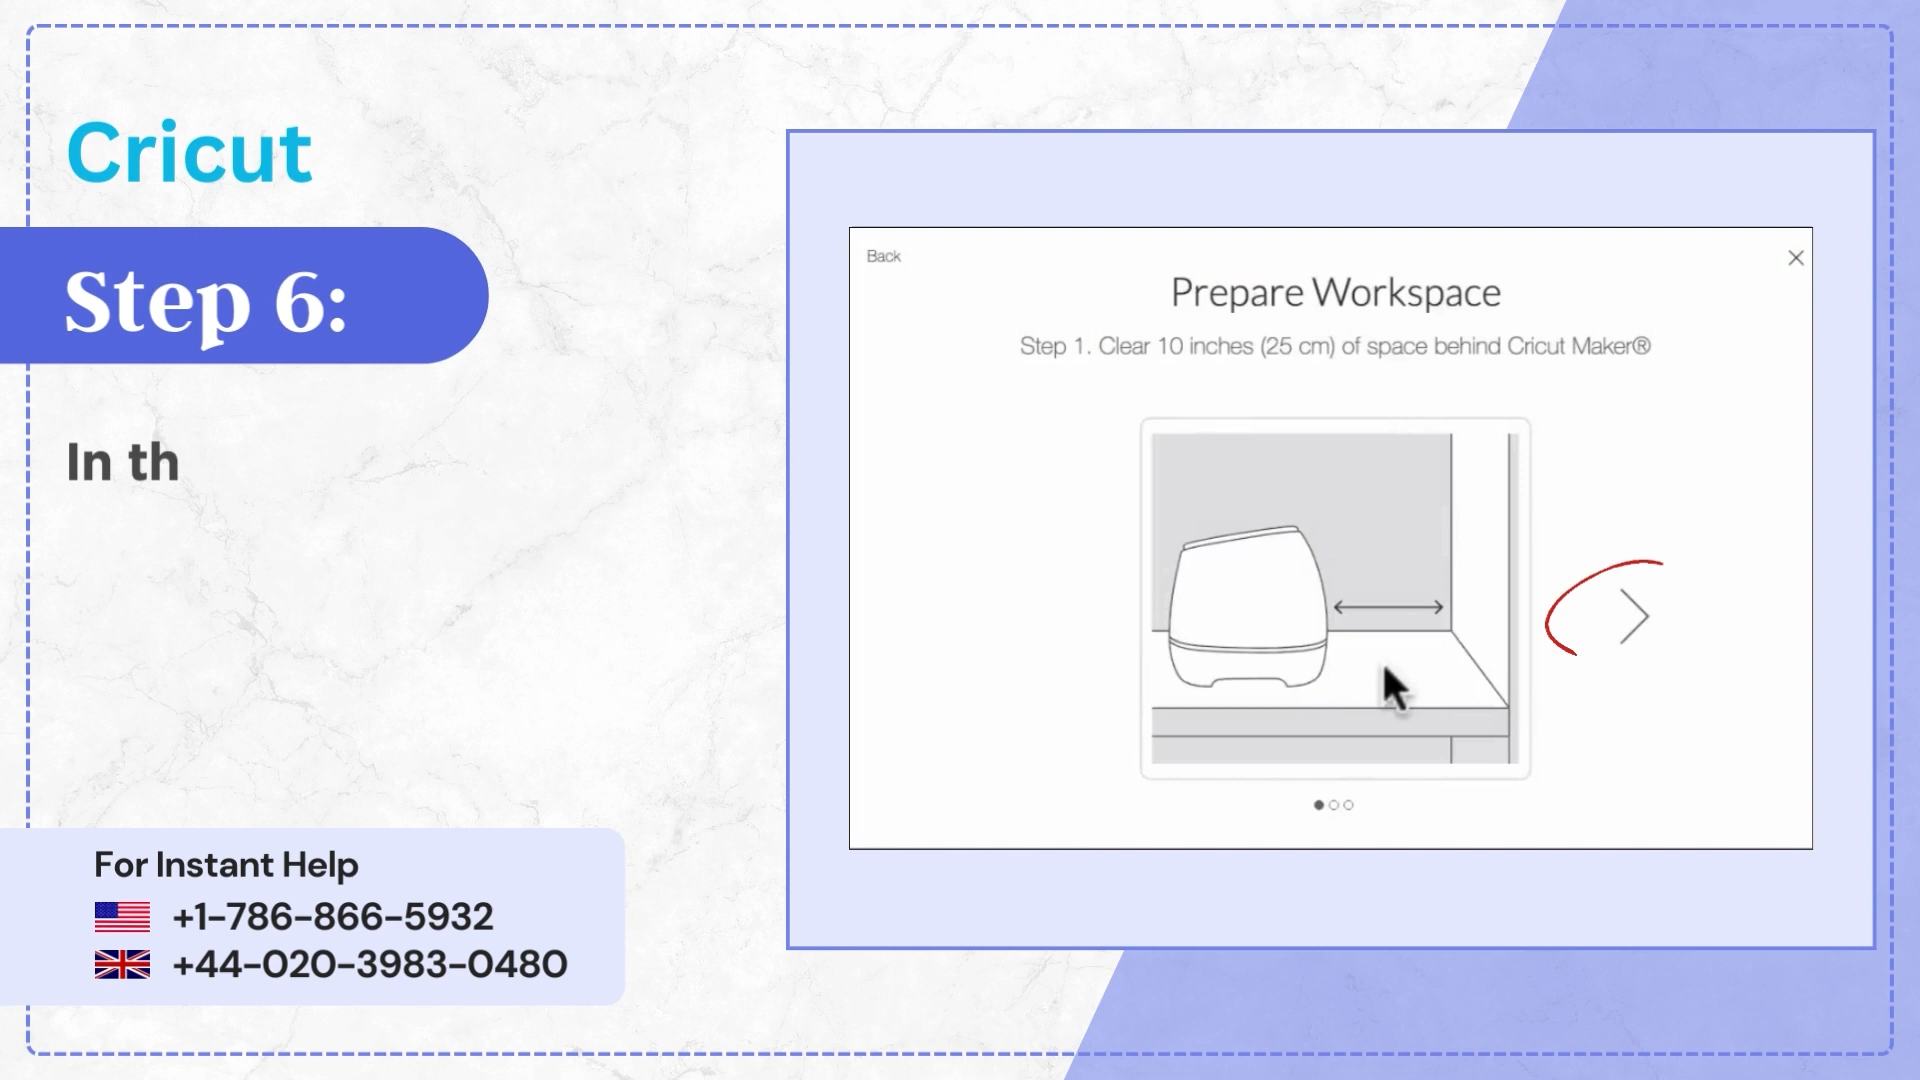 Cricut
Step 6:
In th
For Instant Help
+1-786-866-5932
+44-020-3983-0480
Back
Prepare Workspace
Step 1. Clear 10 inches (25 cm) of space behind Cricut Maker®